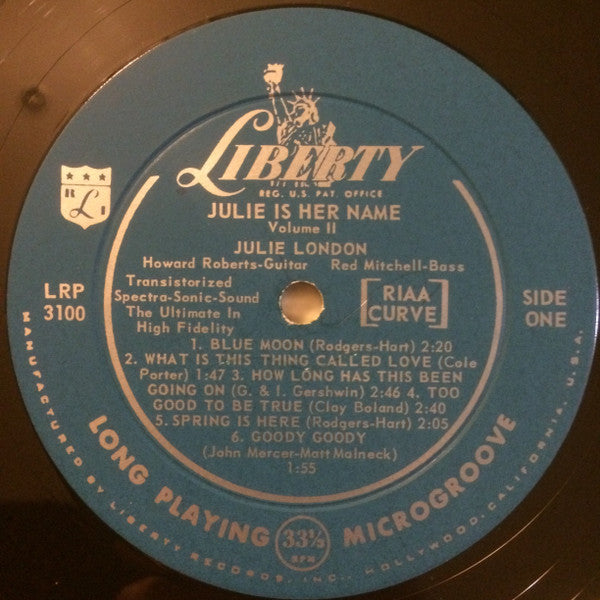 LIBERTY
REG. U.S. PAT. OFFICE
R L I
JULIE IS HER NAME
Volume II
JULIE LONDON
Howard Roberts-Guitar Red Mitchell-Bass
Transistorized
Spectra-Sonic-Sound
The Ultimate In
High Fidelity
LRP
3100
RIAA
CURVE
SIDE
ONE
1. BLUE MOON (Rodgers-Hart) 2:20
2. WHAT IS THIS THING CALLED LOVE (Cole
Porter) 1:47 3. HOW LONG HAS THIS BEEN
GOING ON (G. & I. Gershwin) 2:46 4. TOO
GOOD TO BE TRUE (Clay Boland) 2:40
5. SPRING IS HERE (Rodgers-Hart) 2:05
6. GOODY GOODY
(John Mercer-Matt Malneck)
1:55
LONG PLAYING 33⅓ RPM MICROGROOVE
MANUFACTURED BY LIBERTY RECORDS, INC., HOLLYWOOD, CALIFORNIA, U.S.A.